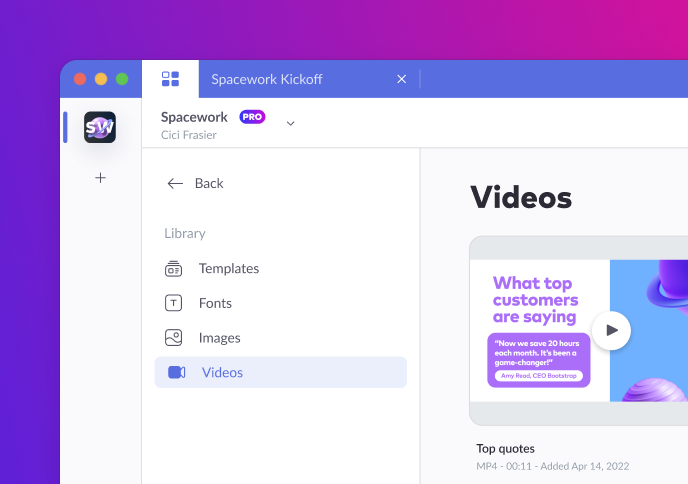 Spacework Kickoff
SW
Spacework PRO
Cici Frasier
Back
Library
Templates
T Fonts
Images
Videos
Videos
What top
customers
are saying
“Now we save 20 hours
each month. It’s been a
game-changer!”
Amy Read, CEO Bootstrap
Top quotes
MP4 - 00:11 - Added Apr 14, 2022